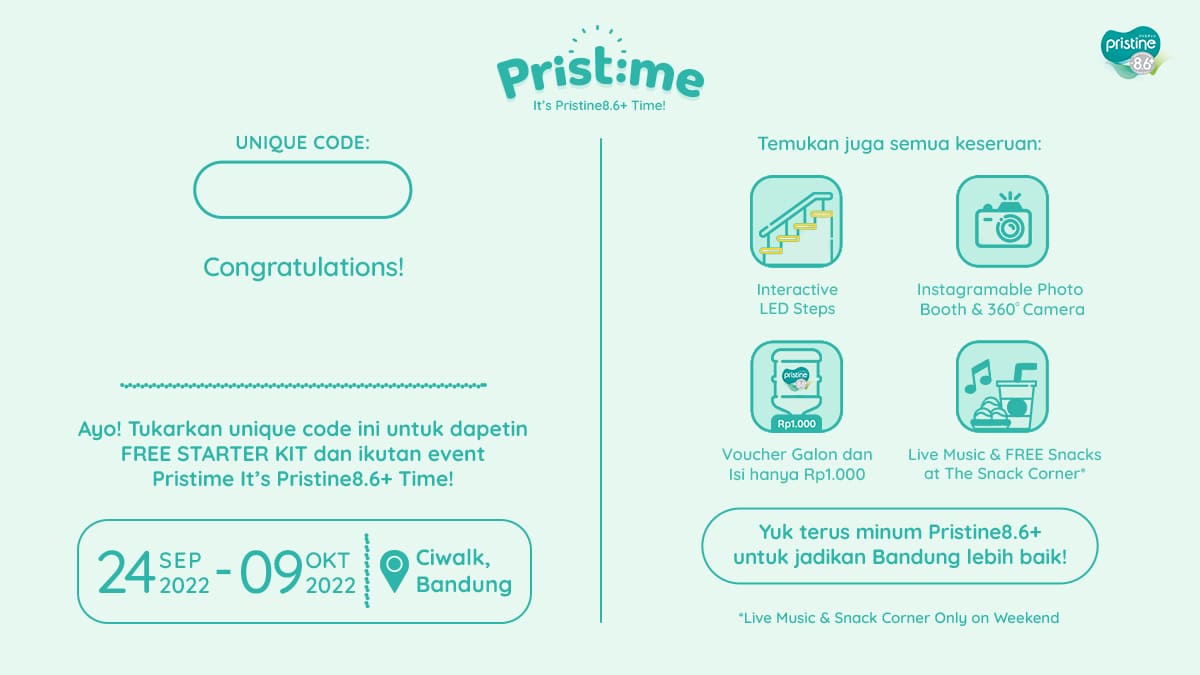 Pristime
It's Pristine8.6+ Time!
pristine
8.6+
UNIQUE CODE:
Congratulations!
Ayo! Tukarkan unique code ini untuk dapetin
FREE STARTER KIT dan ikutan event
Pristime It's Pristine8.6+ Time!
24 SEP 2022 - 09 OKT 2022
Ciwalk,
Bandung
Temukan juga semua keseruan:
Interactive
LED Steps
Instagramable Photo
Booth & 360° Camera
pristine
Rp1.000
Voucher Galon dan
Isi hanya Rp1.000
Live Music & FREE Snacks
at The Snack Corner*
Yuk terus minum Pristine8.6+
untuk jadikan Bandung lebih baik!
*Live Music & Snack Corner Only on Weekend